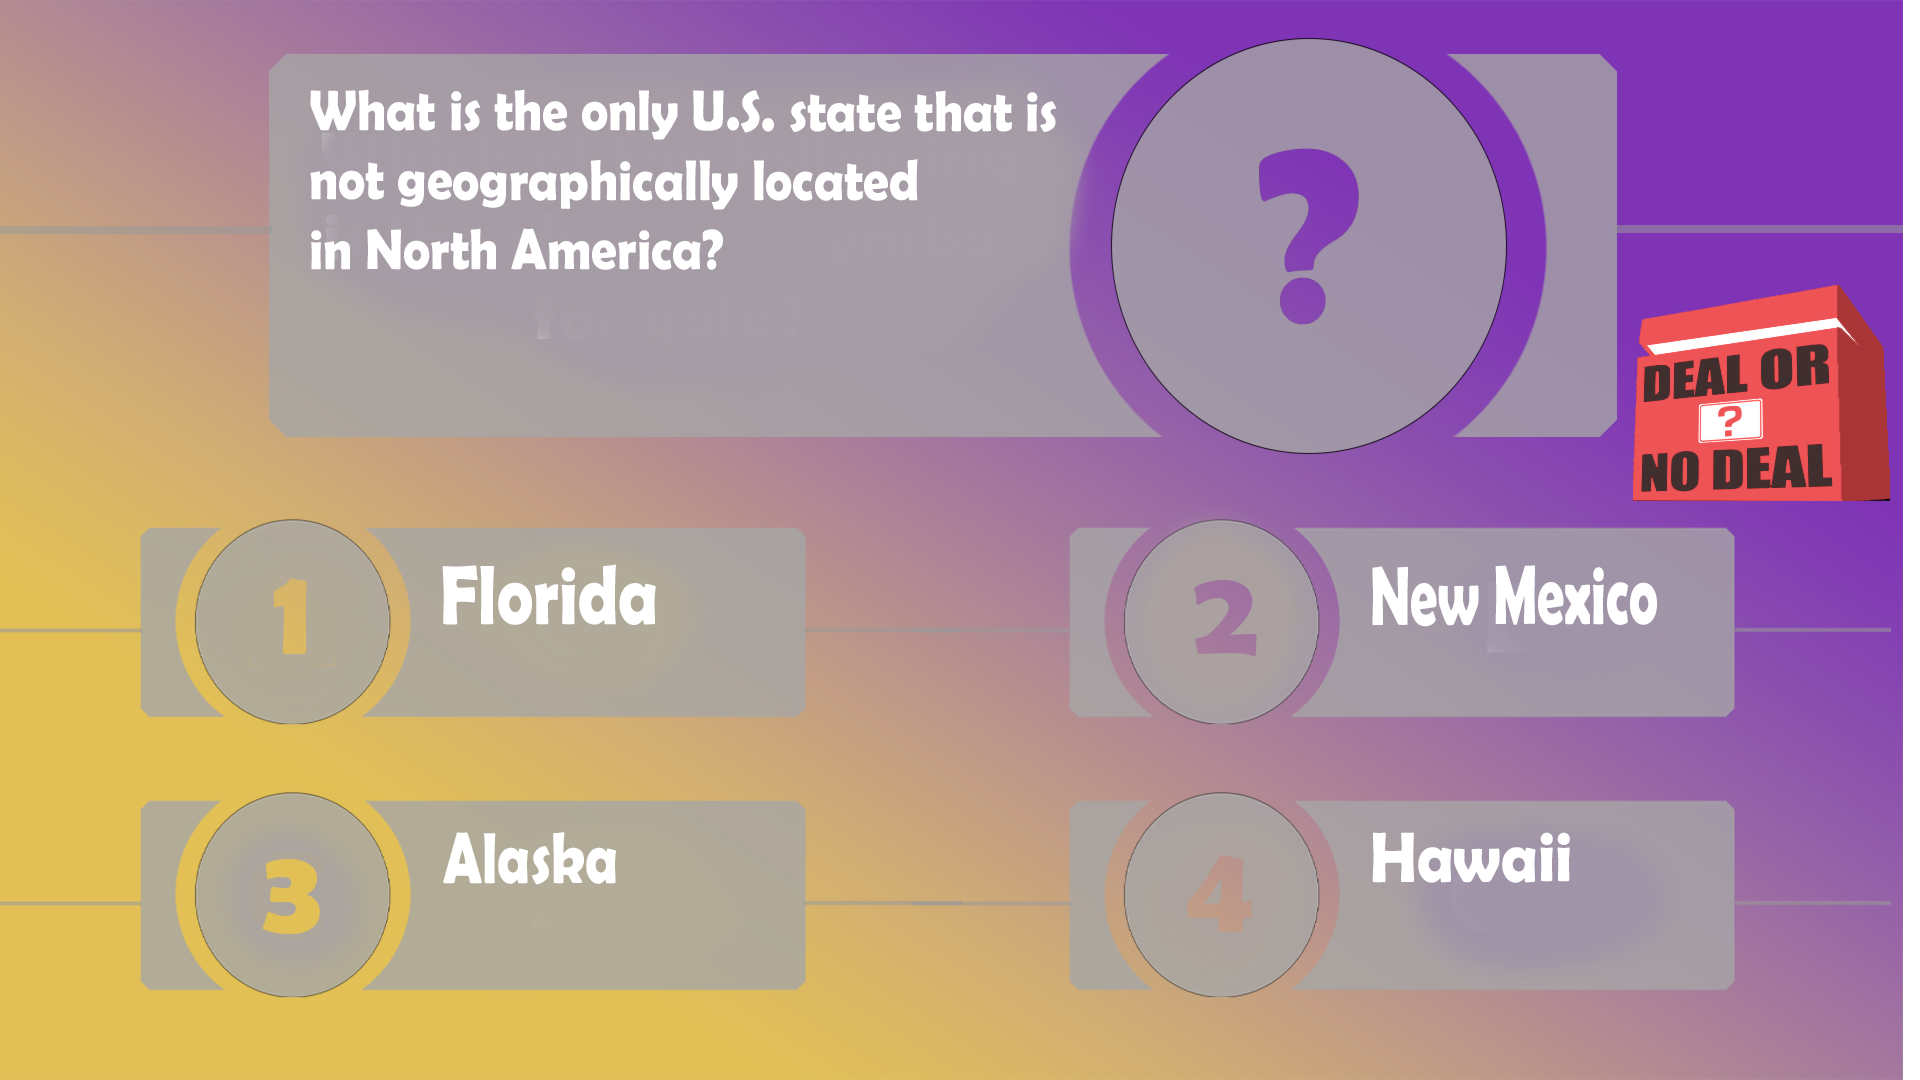 What is the only U.S. state that is
not geographically located
in North America?
?
DEAL OR
?
NO DEAL
1
Florida
2
New Mexico
3
Alaska
4
Hawaii